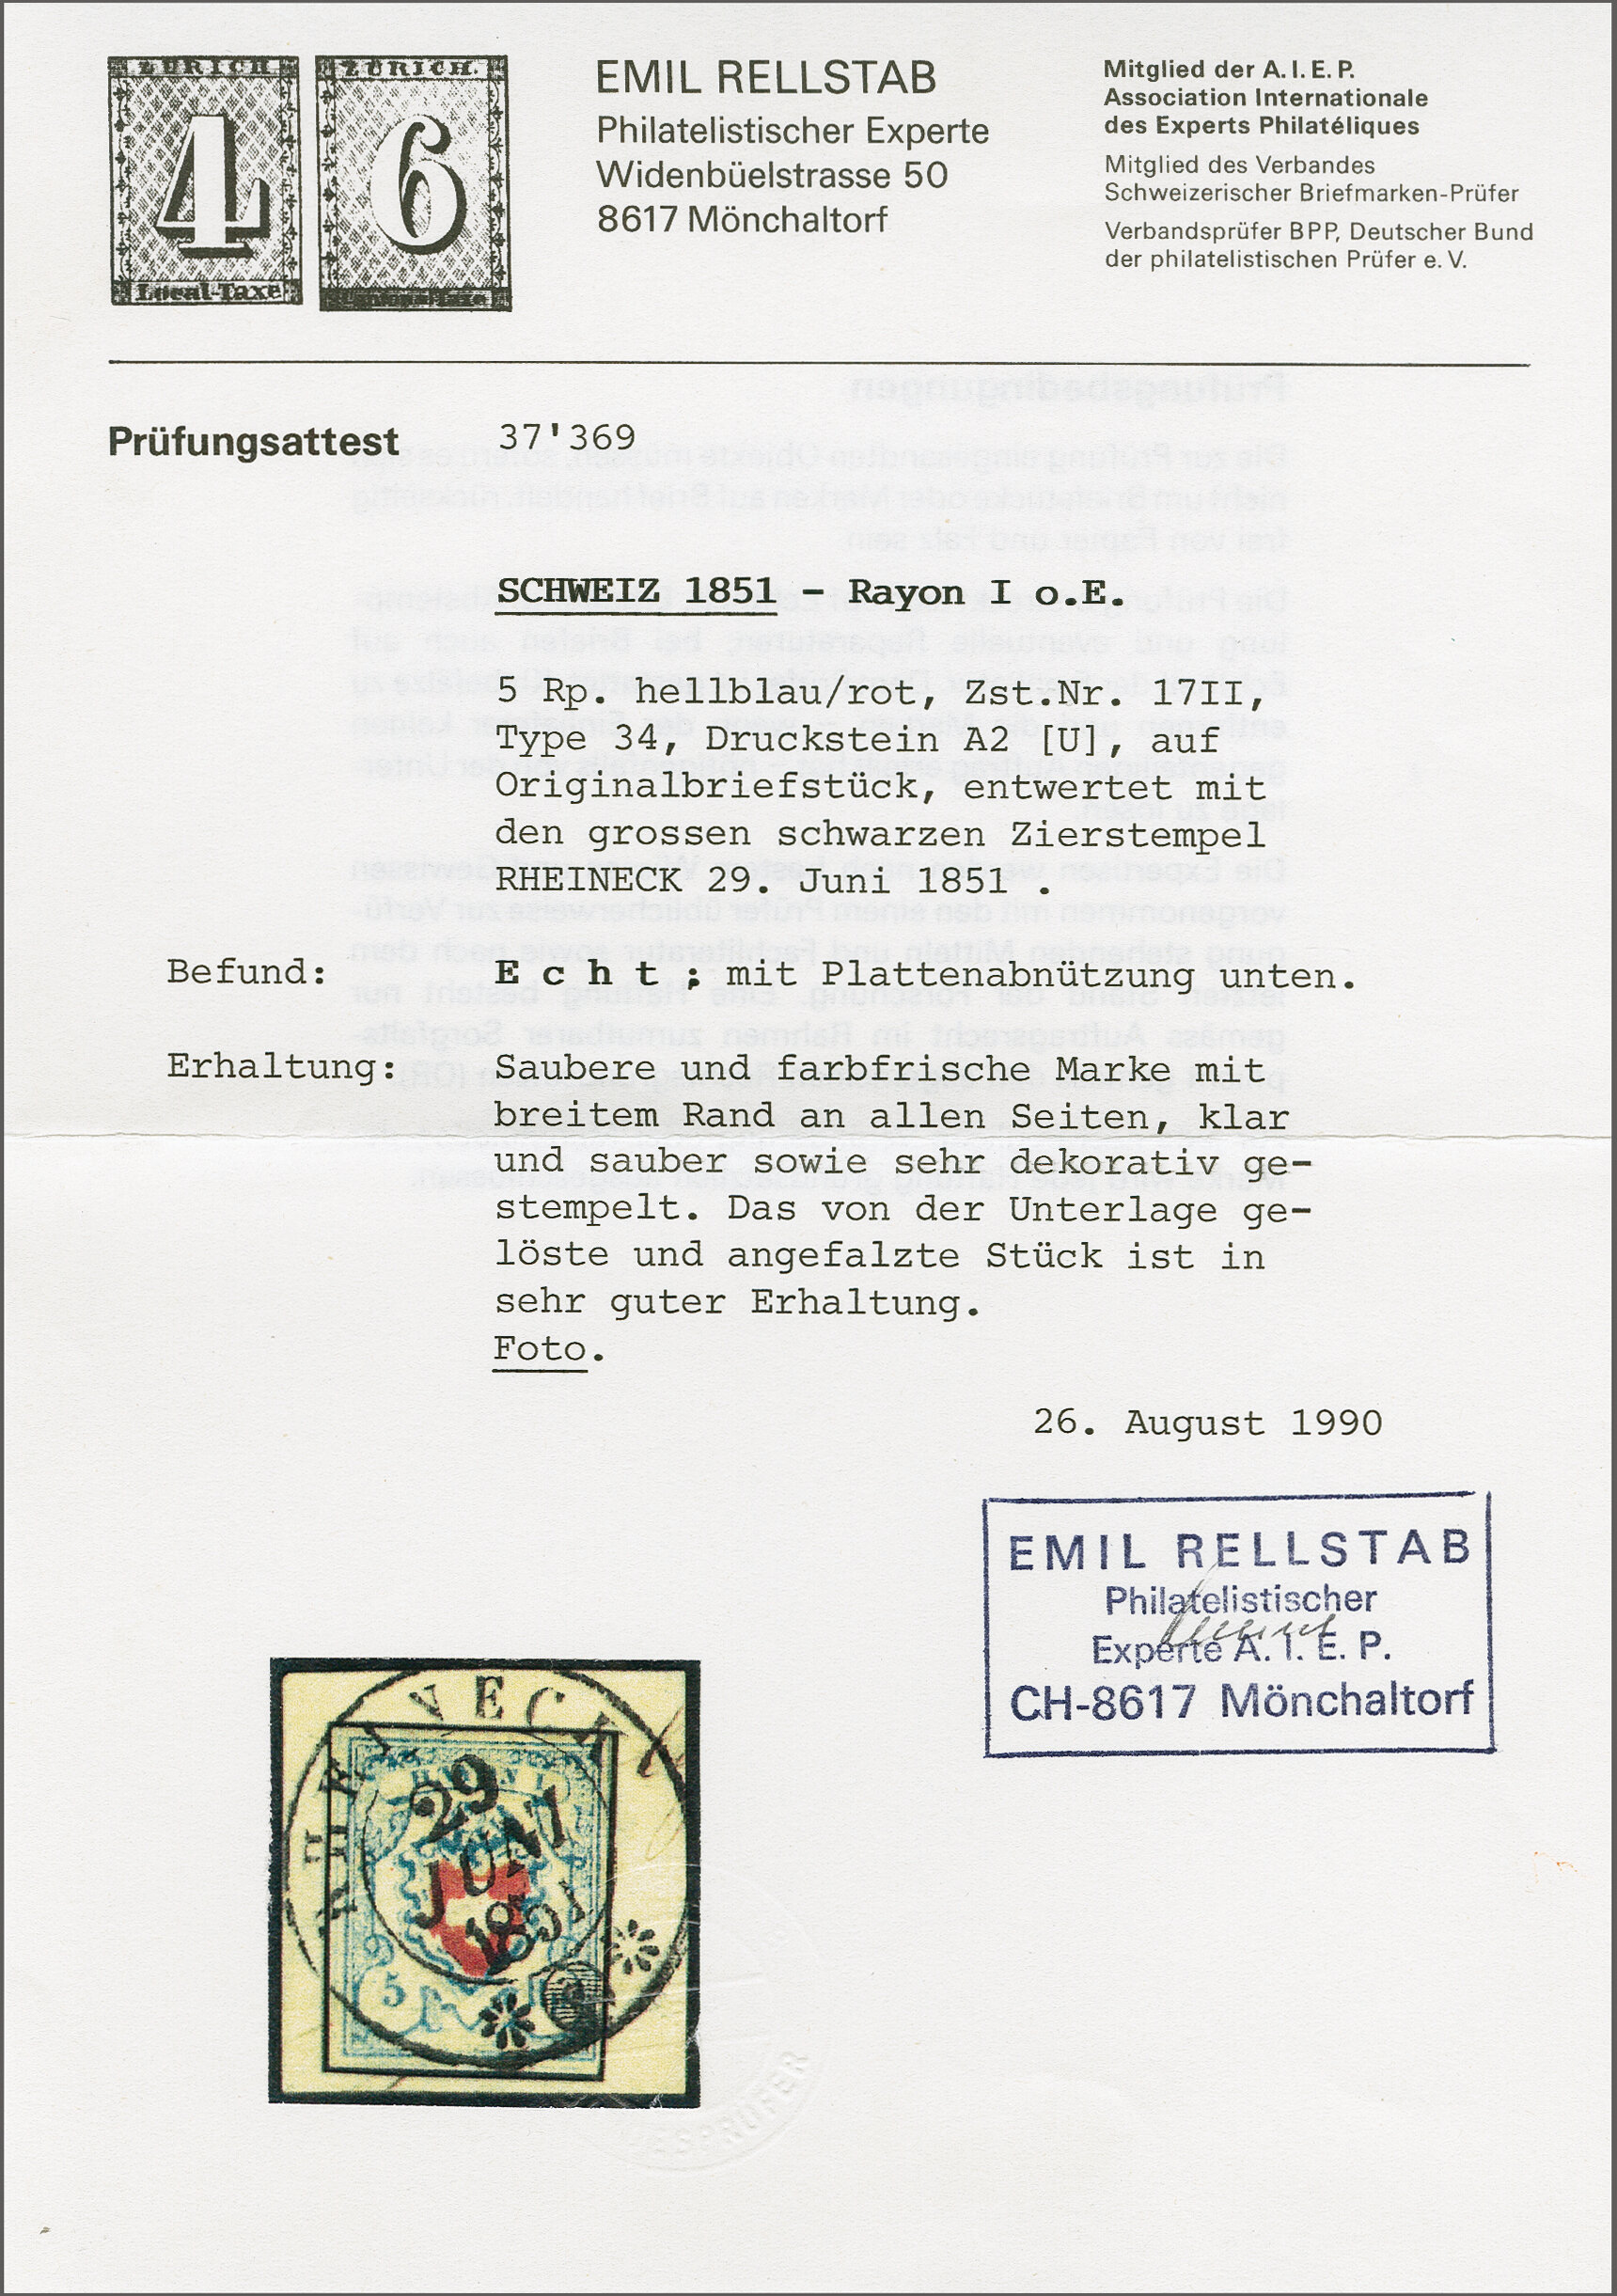 ZÜRICH
4
Local-Taxe
ZÜRICH.
6
EMIL RELLSTAB
Philatelistischer Experte
Widenbüelstrasse 50
8617 Mönchaltorf
Mitglied der A.I.E.P.
Association Internationale
des Experts Philatéliques
Mitglied des Verbandes
Schweizerischer Briefmarken-Prüfer
Verbandsprüfer BPP, Deutscher Bund
der philatelistischen Prüfer e.V.
Prüfungsattest 37'369
SCHWEIZ 1851 - Rayon I o.E.
5 Rp. hellblau/rot, Zst.Nr. 17II,
Type 34, Druckstein A2 [U], auf
Originalbriefstück, entwertet mit
den grossen schwarzen Zierstempel
RHEINECK 29. Juni 1851 .
Befund: E c h t ; mit Plattenabnützung unten.
Erhaltung: Saubere und farbfrische Marke mit
breitem Rand an allen Seiten, klar
und sauber sowie sehr dekorativ ge-
stempelt. Das von der Unterlage ge-
löste und angefalzte Stück ist in
sehr guter Erhaltung.
Foto.
26. August 1990
EMIL RELLSTAB
Philatelistischer
Experte A. I. E. P.
CH-8617 Mönchaltorf
RHEINECK
29
JUNI
1851
5